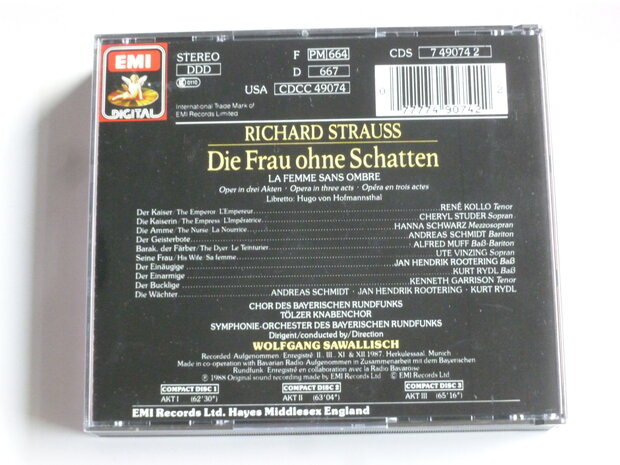 EMI
DIGITAL
STEREO
DDD
0110
International Trade Mark of
EMI Records Limited
F PM 664
D 667
USA CDCC 49074
CDS 7 49074 2
0 77774 90742 2
RICHARD STRAUSS
Die Frau ohne Schatten
LA FEMME SANS OMBRE
Oper in drei Akten · Opera in three acts · Opéra en trois actes
Libretto: Hugo von Hofmannsthal
Der Kaiser/The Emperor/L'Empereur RENÉ KOLLO Tenor
Die Kaiserin/The Empress/L'Impératrice CHERYL STUDER Sopran
Die Amme/The Nurse/La Nourrice HANNA SCHWARZ Mezzosopran
Der Geisterbote ANDREAS SCHMIDT Bariton
Barak, der Färber/The Dyer/Le Teinturier ALFRED MUFF Baß-Bariton
Seine Frau/His Wife/Sa femme UTE VINZING Sopran
Der Einäugige JAN HENDRIK ROOTERING Baß
Der Einarmige KURT RYDL Baß
Der Bucklige KENNETH GARRISON Tenor
Die Wächter ANDREAS SCHMIDT · JAN HENDRIK ROOTERING · KURT RYDL
CHOR DES BAYERISCHEN RUNDFUNKS
TÖLZER KNABENCHOR
SYMPHONIE-ORCHESTER DES BAYERISCHEN RUNDFUNKS
Dirigent/conducted by/Direction
WOLFGANG SAWALLISCH
Recorded/Aufgenommen/Enregistré: II, III, XI & XII 1987, Herkulessaal, Munich
Made in co-operation with Bavarian Radio/Aufgenommen in Zusammenarbeit mit dem Bayerischen
Rundfunk/Enregistré en collaboration avec la Radio Bavaroise
℗ 1988 Original sound recording made by EMI Records Ltd © EMI Records Ltd.
COMPACT DISC 1 COMPACT DISC 2 COMPACT DISC 3
AKT I (62'30") AKT II (63'04") AKT III (65'16")
EMI Records Ltd. Hayes Middlesex England